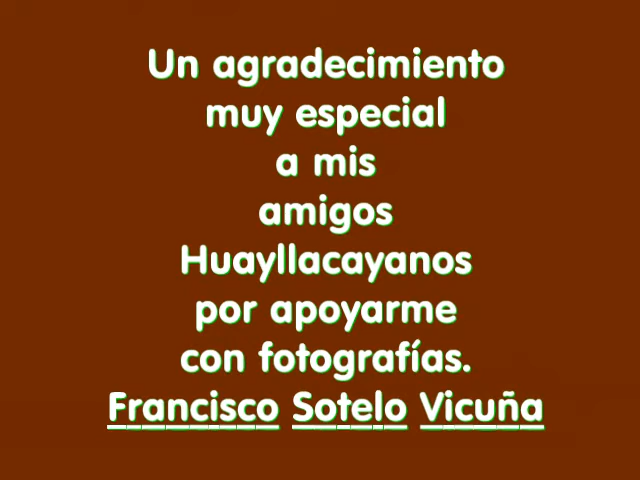 Un agradecimiento
muy especial
a mis
amigos
Huayllacayanos
por apoyarme
con fotografías.
Francisco Sotelo Vicuña